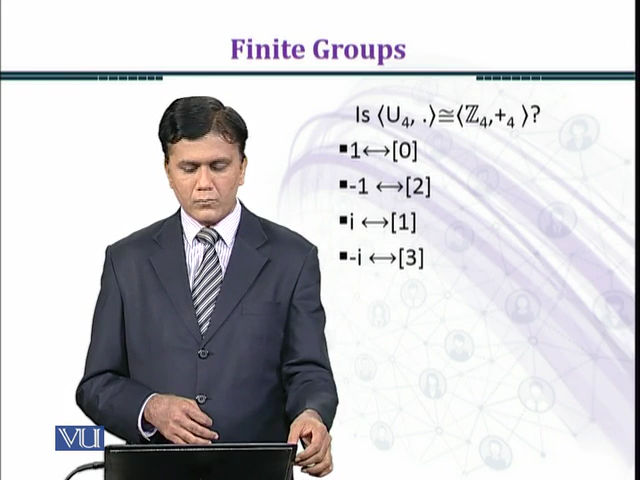 Finite Groups
Is ⟨U₄, .⟩≅⟨ℤ₄,+₄ ⟩?
▪1⟷[0]
▪-1 ⟷[2]
▪i ⟷[1]
▪-i ⟷[3]
VU